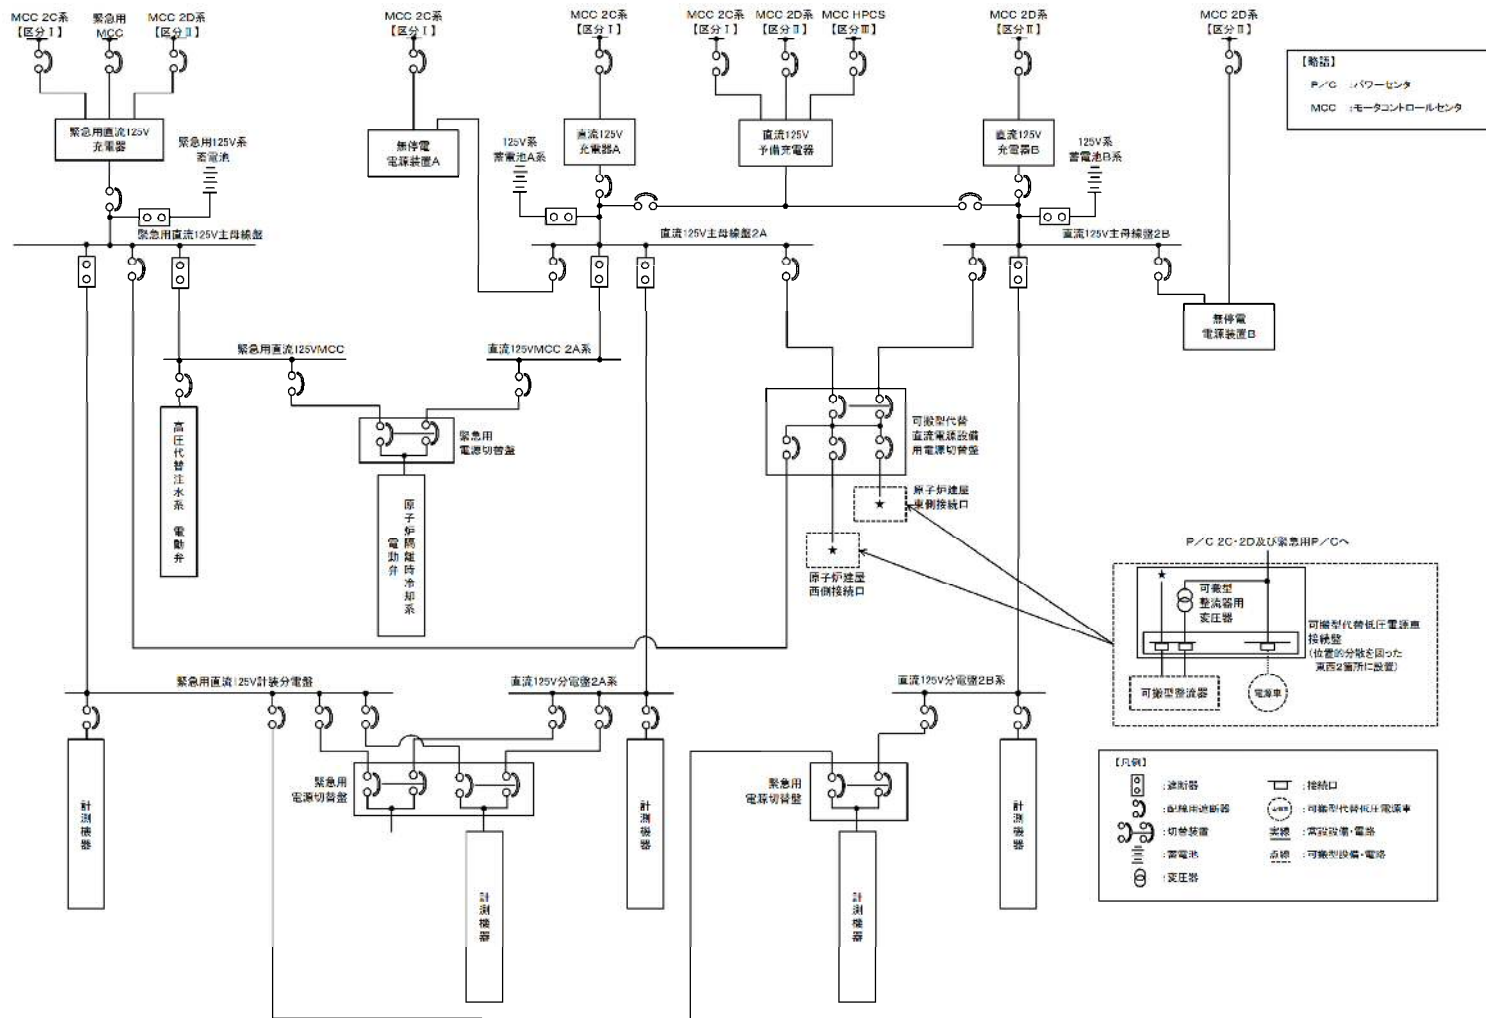 MCC 2C系
【区分Ⅰ】
緊急用
MCC
MCC 2D系
【区分Ⅱ】
MCC 2C系
【区分Ⅰ】
MCC 2C系
【区分Ⅰ】
MCC 2C系
【区分Ⅰ】
MCC 2D系
【区分Ⅱ】
MCC HPCS
【区分Ⅲ】
MCC 2D系
【区分Ⅱ】
MCC 2D系
【区分Ⅱ】
【略語】
P/C :パワーセンタ
MCC :モータコントロールセンタ
緊急用直流125V
充電器
緊急用125V系
蓄電池
無停電
電源装置A
125V系
蓄電池A系
直流125V
充電器A
直流125V
予備充電器
直流125V
充電器B
125V系
蓄電池B系
緊急用直流125V主母線盤
直流125V主母線盤2A
直流125V主母線盤2B
無停電
電源装置B
緊急用直流125VMCC
直流125VMCC 2A系
高圧代替注水系 電動弁
緊急用
電源切替盤
原子炉隔離時冷却系
電動弁
可搬型代替
直流電源設備
用電源切替盤
原子炉建屋
東側接続口
★
★
原子炉建屋
西側接続口
P/C 2C・2D及び緊急用P/Cへ
★
可搬型
整流器用
変圧器
可搬型代替低圧電源車
接続盤
(位置的分散を図った
東西2箇所に設置)
可搬型整流器
電源車
緊急用直流125V計装分電盤
直流125V分電盤2A系
直流125V分電盤2B系
計測機器
緊急用
電源切替盤
計測機器
計測機器
緊急用
電源切替盤
計測機器
計測機器
【凡例】
:遮断器
:配線用遮断器
:切替装置
:蓄電池
:変圧器
:接続口
:可搬型代替低圧電源車
実線 :常設設備・電路
点線 :可搬型設備・電路